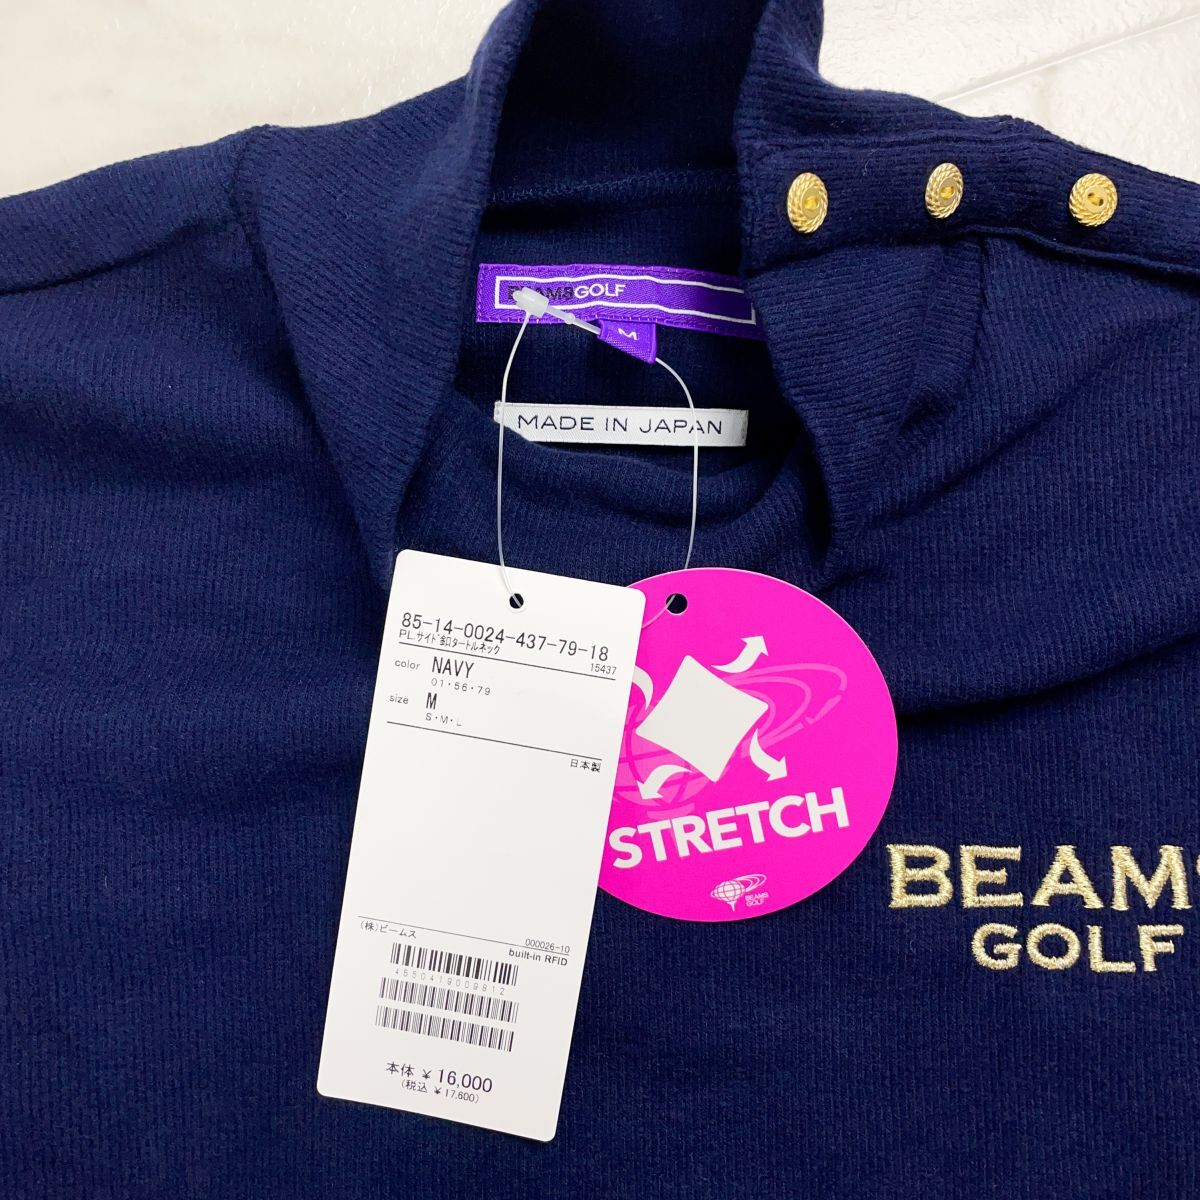 BEAMSGOLF
M
MADE IN JAPAN
85-14-0024-437-79-18
PLサイド釦タートルネック
15437
color NAVY
01・56・79
size M
S・M・L
日本製
STRETCH
BEAMS
GOLF
BEAMS
GOLF
(株)ビームス
000026-10
built-in RFID
4550419009812
本体 ¥16,000
(税込 ¥17,600)